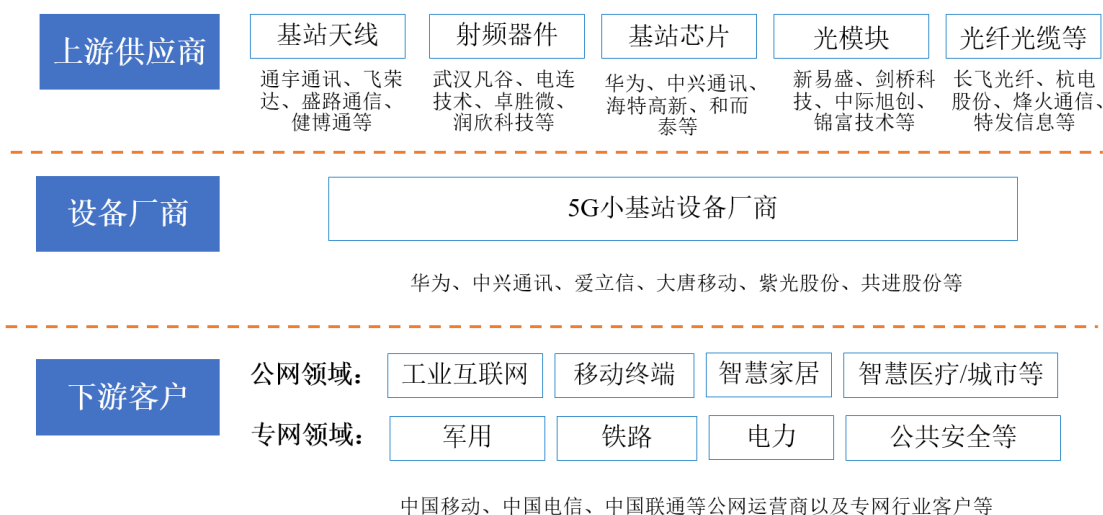 上游供应商
基站天线 射频器件 基站芯片 光模块 光纤光缆等
通宇通讯、飞荣
达、盛路通信、
健博通等
武汉凡谷、电连
技术、卓胜微、
润欣科技等
华为、中兴通讯、
海特高新、和而
泰等
新易盛、剑桥科
技、中际旭创、
锦富技术等
长飞光纤、杭电
股份、烽火通信、
特发信息等
设备厂商
5G小基站设备厂商
华为、中兴通讯、爱立信、大唐移动、紫光股份、共进股份等
下游客户
公网领域： 工业互联网 移动终端 智慧家居 智慧医疗/城市等
专网领域： 军用 铁路 电力 公共安全等
中国移动、中国电信、中国联通等公网运营商以及专网行业客户等